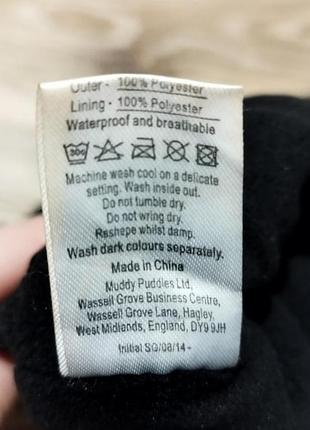 Outer - 100% Polyester
Lining - 100% Polyester
Waterproof and breathable
30
Machine wash cool on a delicate
setting. Wash inside out.
Do not tumble dry.
Do not wring dry.
Reshape whilst damp.
Wash dark colours separately.
Made in China
Muddy Puddles Ltd,
Wassell Grove Business Centre,
Wassell Grove Lane, Hagley,
West Midlands, England, DY9 9JH
Initial SG/08/14 -